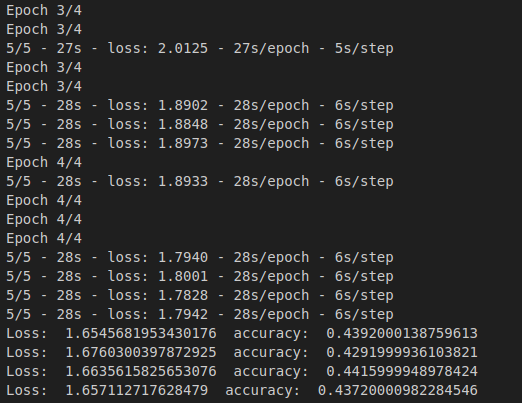 Epoch 3/4
Epoch 3/4
5/5 - 27s - loss: 2.0125 - 27s/epoch - 5s/step
Epoch 3/4
Epoch 3/4
5/5 - 28s - loss: 1.8902 - 28s/epoch - 6s/step
5/5 - 28s - loss: 1.8848 - 28s/epoch - 6s/step
5/5 - 28s - loss: 1.8973 - 28s/epoch - 6s/step
Epoch 4/4
5/5 - 28s - loss: 1.8933 - 28s/epoch - 6s/step
Epoch 4/4
Epoch 4/4
Epoch 4/4
5/5 - 28s - loss: 1.7940 - 28s/epoch - 6s/step
5/5 - 28s - loss: 1.8001 - 28s/epoch - 6s/step
5/5 - 28s - loss: 1.7828 - 28s/epoch - 6s/step
5/5 - 28s - loss: 1.7942 - 28s/epoch - 6s/step
Loss:  1.6545681953430176  accuracy:  0.4392000138759613
Loss:  1.6760300397872925  accuracy:  0.4291999936103821
Loss:  1.6635615825653076  accuracy:  0.4415999948978424
Loss:  1.657112717628479  accuracy:  0.43720000982284546